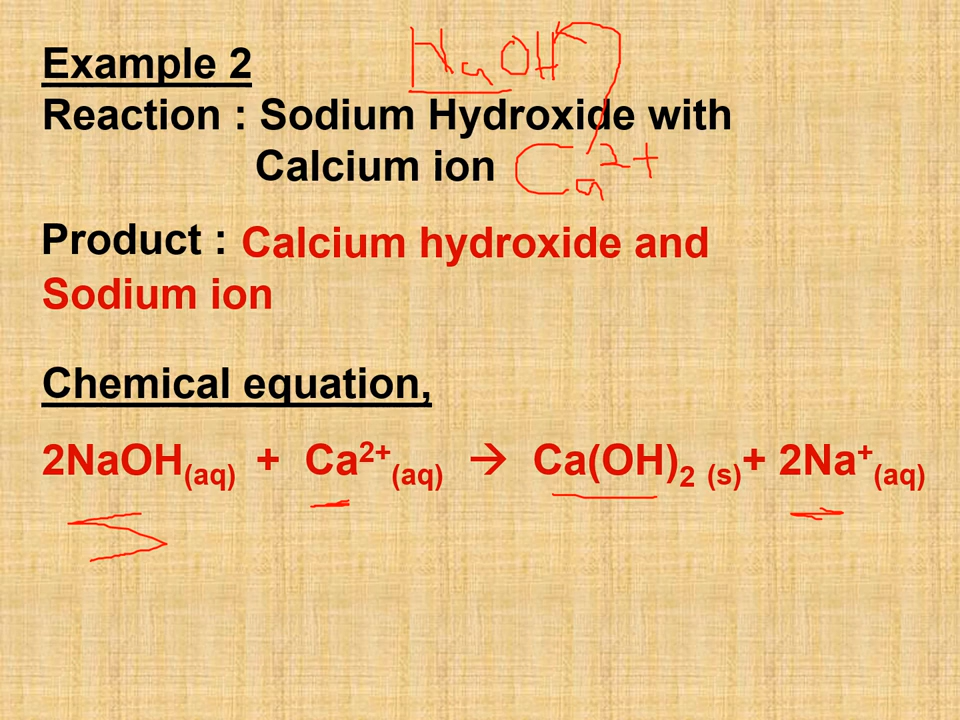 Example 2
NaOH
Reaction : Sodium Hydroxide with
Calcium ion
Ca2+
Product : Calcium hydroxide and
Sodium ion
Chemical equation,
2NaOH(aq) + Ca²⁺(aq) → Ca(OH)₂ (s)+ 2Na⁺(aq)